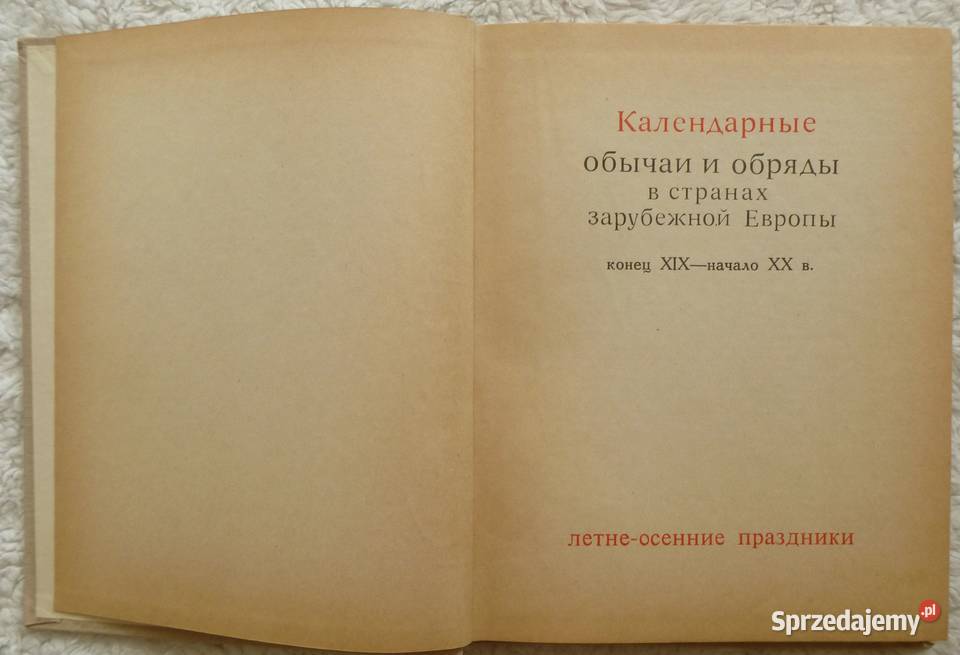 Календарные
обычаи и обряды
в странах
зарубежной Европы
конец XIX—начало XX в.
летне-осенние праздники
Sprzedajemy.pl